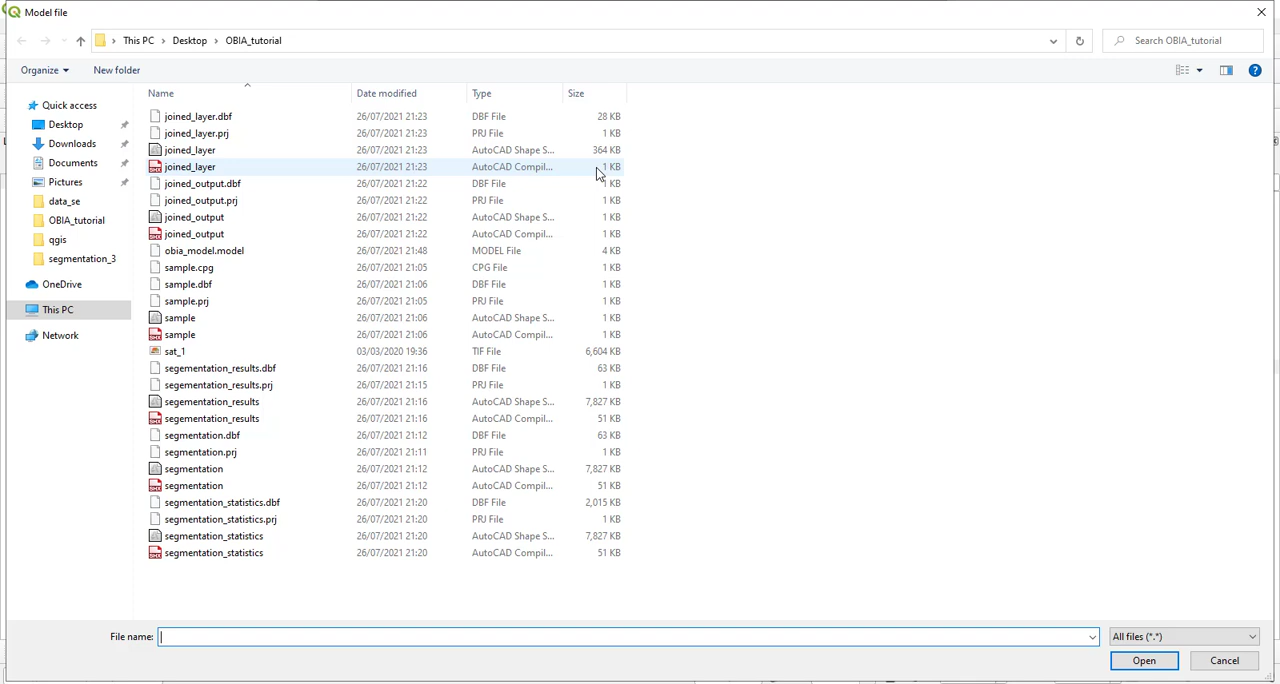 Model file
This PC > Desktop > OBIA_tutorial
Search OBIA_tutorial
Organize
New folder
Name Date modified Type Size
Quick access
Desktop
Downloads
Documents
Pictures
data_se
OBIA_tutorial
qgis
segmentation_3
OneDrive
This PC
Network
joined_layer.dbf 26/07/2021 21:23 DBF File 28 KB
joined_layer.prj 26/07/2021 21:23 PRJ File 1 KB
joined_layer 26/07/2021 21:23 AutoCAD Shape S... 364 KB
joined_layer 26/07/2021 21:23 AutoCAD Compil... 1 KB
joined_output.dbf 26/07/2021 21:22 DBF File 1 KB
joined_output.prj 26/07/2021 21:22 PRJ File 1 KB
joined_output 26/07/2021 21:22 AutoCAD Shape S... 1 KB
joined_output 26/07/2021 21:22 AutoCAD Compil... 1 KB
obia_model.model 26/07/2021 21:48 MODEL File 4 KB
sample.cpg 26/07/2021 21:05 CPG File 1 KB
sample.dbf 26/07/2021 21:06 DBF File 1 KB
sample.prj 26/07/2021 21:05 PRJ File 1 KB
sample 26/07/2021 21:06 AutoCAD Shape S... 1 KB
sample 26/07/2021 21:06 AutoCAD Compil... 1 KB
sat_1 03/03/2020 19:36 TIF File 6,604 KB
segementation_results.dbf 26/07/2021 21:16 DBF File 63 KB
segementation_results.prj 26/07/2021 21:15 PRJ File 1 KB
segementation_results 26/07/2021 21:16 AutoCAD Shape S... 7,827 KB
segementation_results 26/07/2021 21:16 AutoCAD Compil... 51 KB
segmentation.dbf 26/07/2021 21:12 DBF File 63 KB
segmentation.prj 26/07/2021 21:11 PRJ File 1 KB
segmentation 26/07/2021 21:12 AutoCAD Shape S... 7,827 KB
segmentation 26/07/2021 21:12 AutoCAD Compil... 51 KB
segmentation_statistics.dbf 26/07/2021 21:20 DBF File 2,015 KB
segmentation_statistics.prj 26/07/2021 21:20 PRJ File 1 KB
segmentation_statistics 26/07/2021 21:20 AutoCAD Shape S... 7,827 KB
segmentation_statistics 26/07/2021 21:20 AutoCAD Compil... 51 KB
File name:
All files (*.*)
Open
Cancel